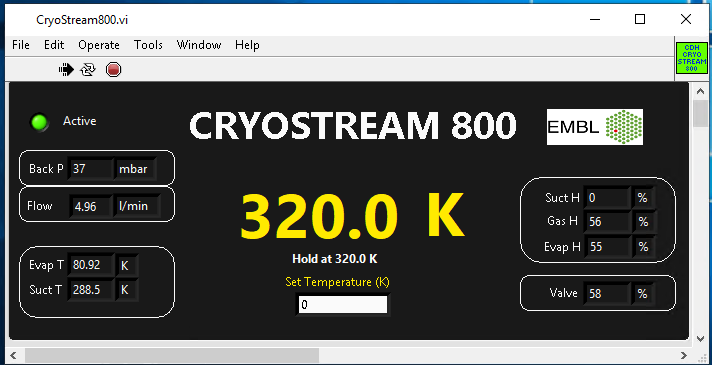 CryoStream800.vi
File Edit Operate Tools Window Help
CDH
CRYO
STREAM
800
Active
CRYOSTREAM 800
EMBL
Back P 37 mbar
Flow 4.96 l/min
Evap T 80.92 K
Suct T 288.5 K
320.0 K
Hold at 320.0 K
Set Temperature (K)
0
Suct H 0 %
Gas H 56 %
Evap H 55 %
Valve 58 %